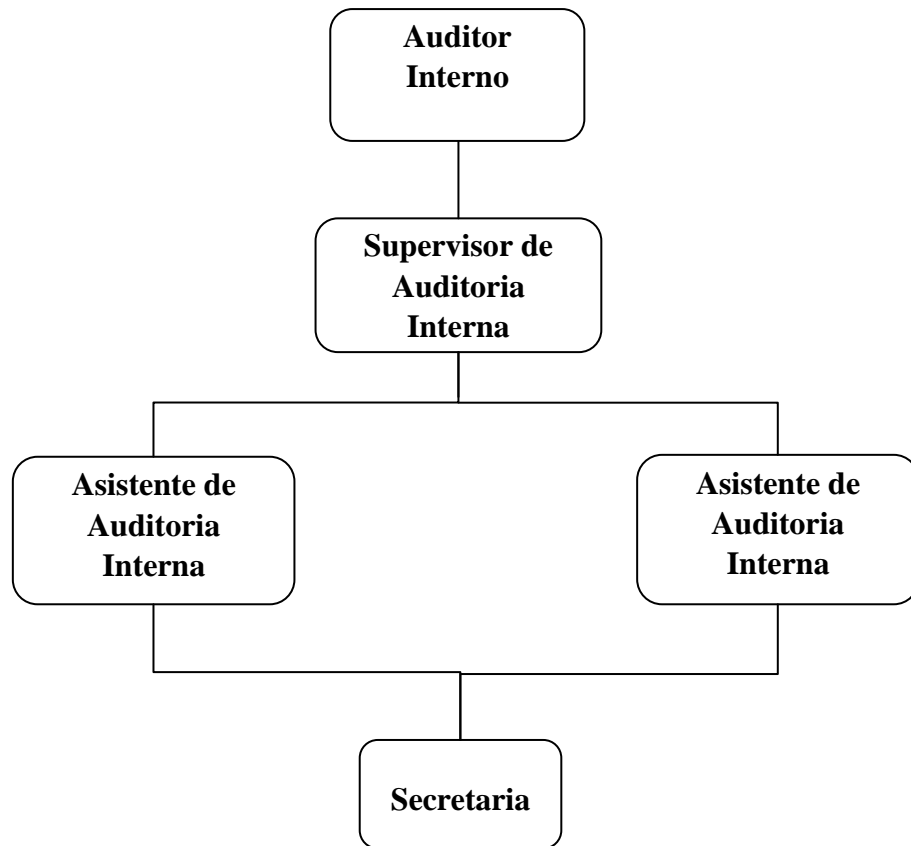 Auditor
Interno
Supervisor de
Auditoria
Interna
Asistente de
Auditoria
Interna
Asistente de
Auditoria
Interna
Secretaria